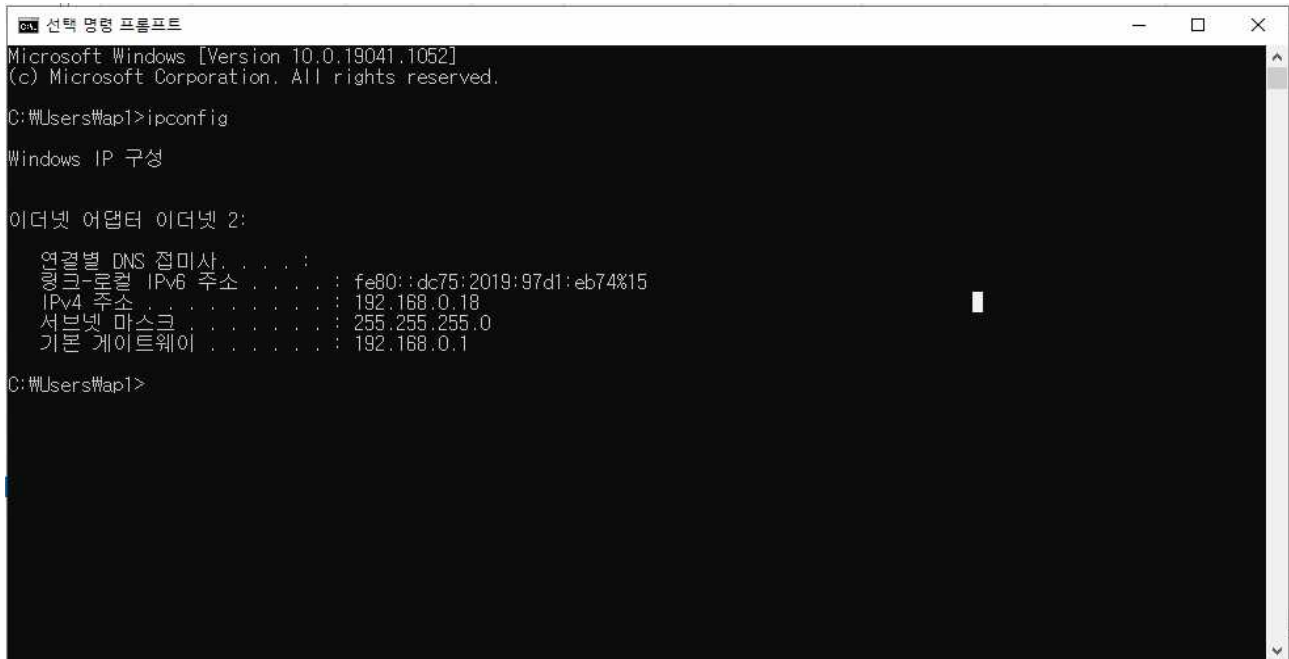 선택 명령 프롬프트
Microsoft Windows [Version 10.0.19041.1052]
(c) Microsoft Corporation. All rights reserved.
C:₩Users₩ap1>ipconfig
Windows IP 구성
이더넷 어댑터 이더넷 2:
연결별 DNS 접미사. . . . :
링크-로컬 IPv6 주소 . . . . : fe80::dc75:2019:97d1:eb74%15
IPv4 주소 . . . . . . . . . : 192.168.0.18
서브넷 마스크 . . . . . . . : 255.255.255.0
기본 게이트웨이 . . . . . . : 192.168.0.1
C:₩Users₩ap1>